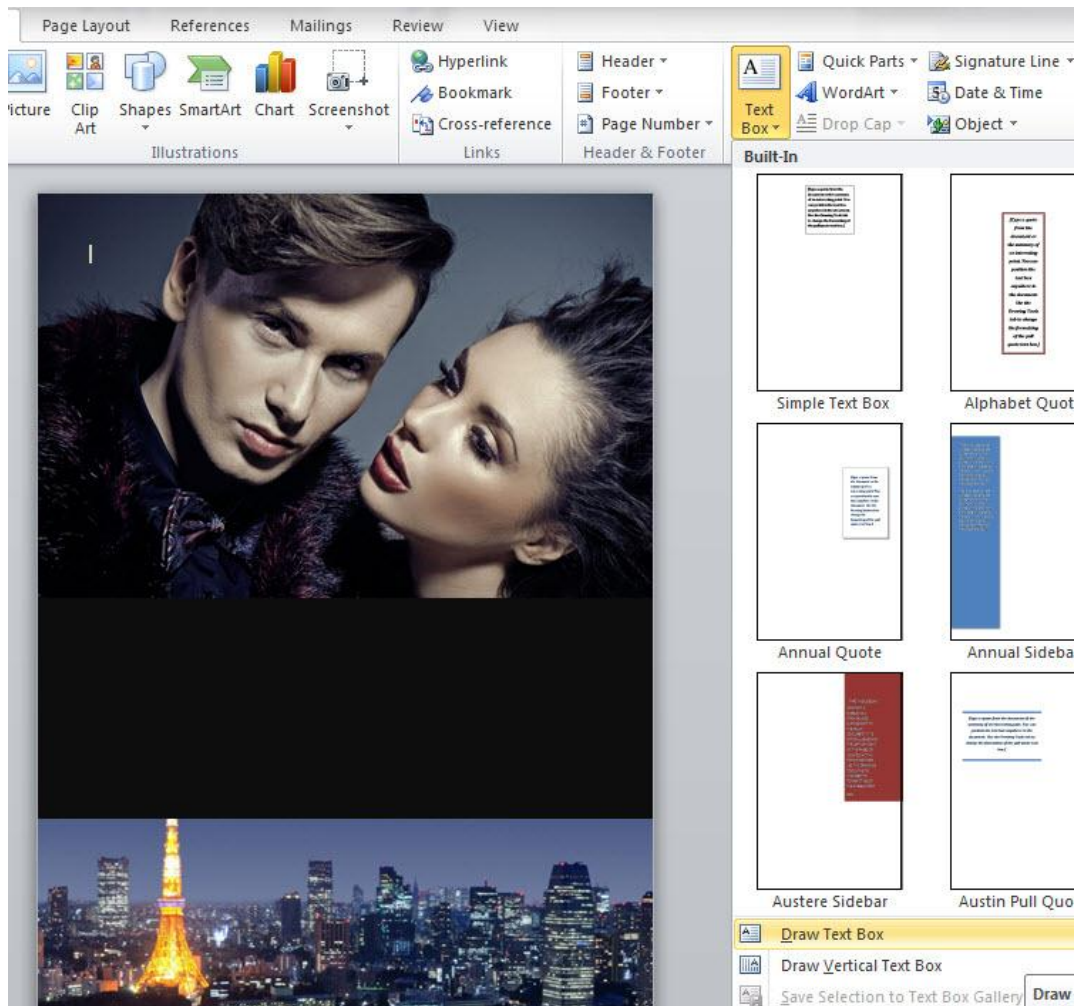 Page Layout References Mailings Review View
Hyperlink Header Quick Parts Signature Line
Bookmark Footer WordArt Date & Time
Picture Clip Art Shapes SmartArt Chart Screenshot
Cross-reference Page Number Text Box Drop Cap Object
Illustrations Links Header & Footer
Built-In
Simple Text Box Alphabet Quot
Annual Quote Annual Sideba
Austere Sidebar Austin Pull Quo
Draw Text Box
Draw Vertical Text Box
Save Selection to Text Box Gallery Draw